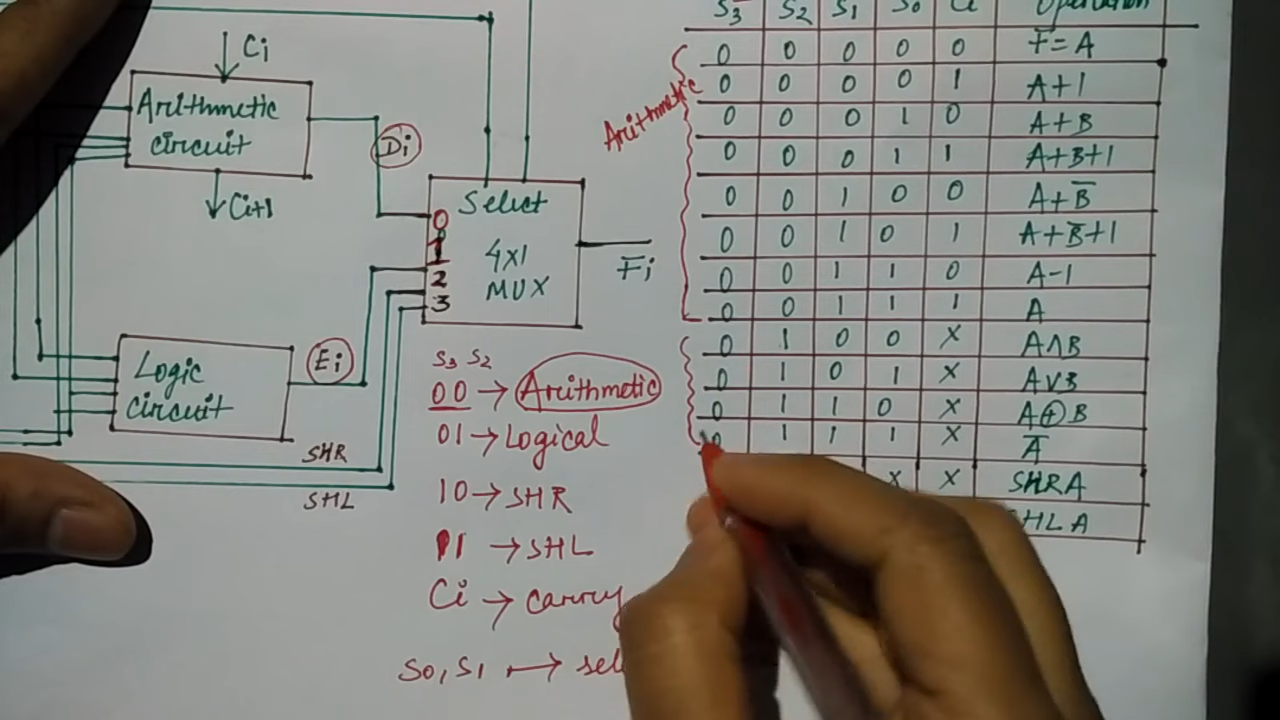 Ci
Arithmetic
circuit
Ci+1
Di
Select
0
1
2
3
4x1
MUX
Fi
Logic
circuit
Ei
SHR
SHL
S3 S2
00 → Arithmetic
01 → Logical
10 → SHR
11 → SHL
Ci → carry
S0, S1 → sel
Arithmetic
S3 S2 S1 S0 Ci Operation
0 0 0 0 0 F = A
0 0 0 0 1 A+1
0 0 0 1 0 A+B
0 0 0 1 1 A+B+1
0 0 1 0 0 A+B̅
0 0 1 0 1 A+B̅+1
0 0 1 1 0 A-1
0 0 1 1 1 A
0 1 0 0 X A∧B
0 1 0 1 X A∨B
0 1 1 0 X A⊕B
0 1 1 1 X A̅
X X SHRA
SHLA